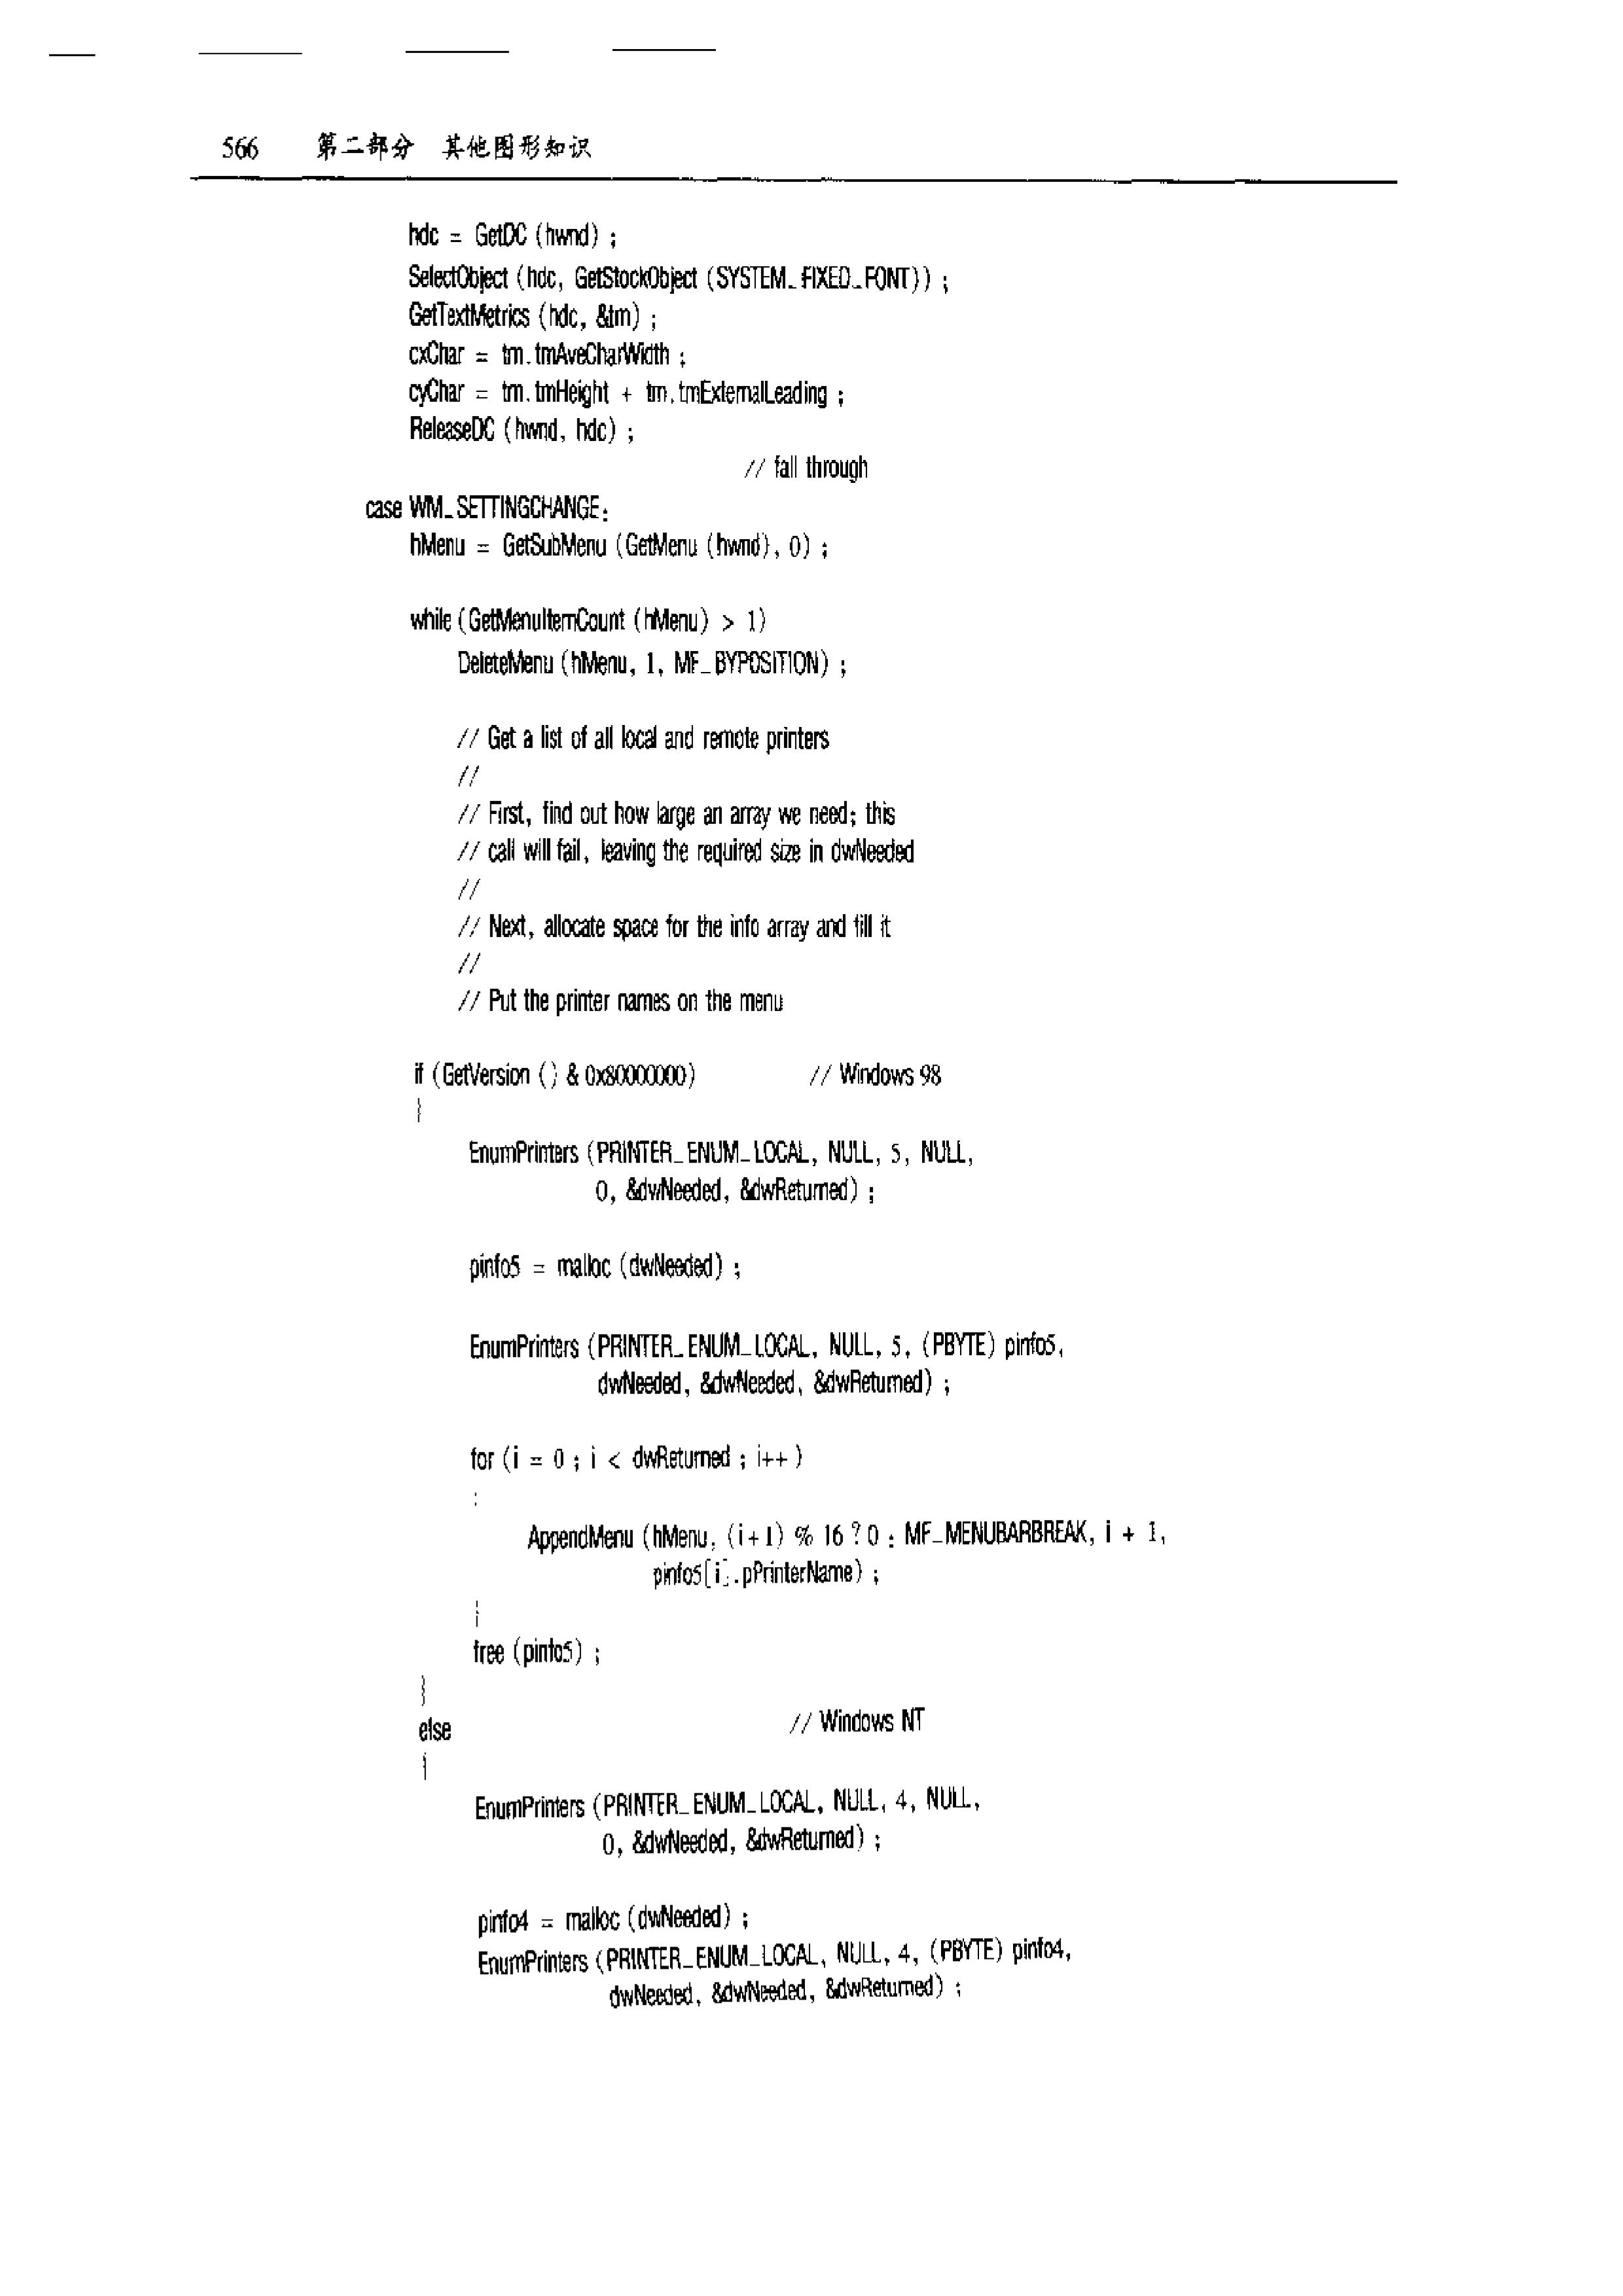 566 第二部分 其他图形知识
hdc = GetDC (hwnd) ;
SelectObject (hdc, GetStockObject (SYSTEM_FIXED_FONT)) ;
GetTextMetrics (hdc, &tm) ;
cxChar = tm.tmAveCharWidth ;
cyChar = tm.tmHeight + tm.tmExternalLeading ;
ReleaseDC (hwnd, hdc) ;
// fall through
case WM_SETTINGCHANGE:
hMenu = GetSubMenu (GetMenu (hwnd), 0) ;
while (GetMenuItemCount (hMenu) > 1)
DeleteMenu (hMenu, 1, MF_BYPOSITION) ;
// Get a list of all local and remote printers
//
// First, find out how large an array we need; this
// call will fail, leaving the required size in dwNeeded
//
// Next, allocate space for the info array and fill it
//
// Put the printer names on the menu
if (GetVersion () & 0x80000000) // Windows 98
{
EnumPrinters (PRINTER_ENUM_LOCAL, NULL, 5, NULL,
0, &dwNeeded, &dwReturned) ;
pinfo5 = malloc (dwNeeded) ;
EnumPrinters (PRINTER_ENUM_LOCAL, NULL, 5, (PBYTE) pinfo5,
dwNeeded, &dwNeeded, &dwReturned) ;
for (i = 0 ; i < dwReturned ; i++ )
{
AppendMenu (hMenu, (i+1) % 16 ? 0 : MF_MENUBARBREAK, i + 1,
pinfo5[i].pPrinterName) ;
}
free (pinfo5) ;
}
else // Windows NT
{
EnumPrinters (PRINTER_ENUM_LOCAL, NULL, 4, NULL,
0, &dwNeeded, &dwReturned) ;
pinfo4 = malloc (dwNeeded) ;
EnumPrinters (PRINTER_ENUM_LOCAL, NULL, 4, (PBYTE) pinfo4,
dwNeeded, &dwNeeded, &dwReturned) ;